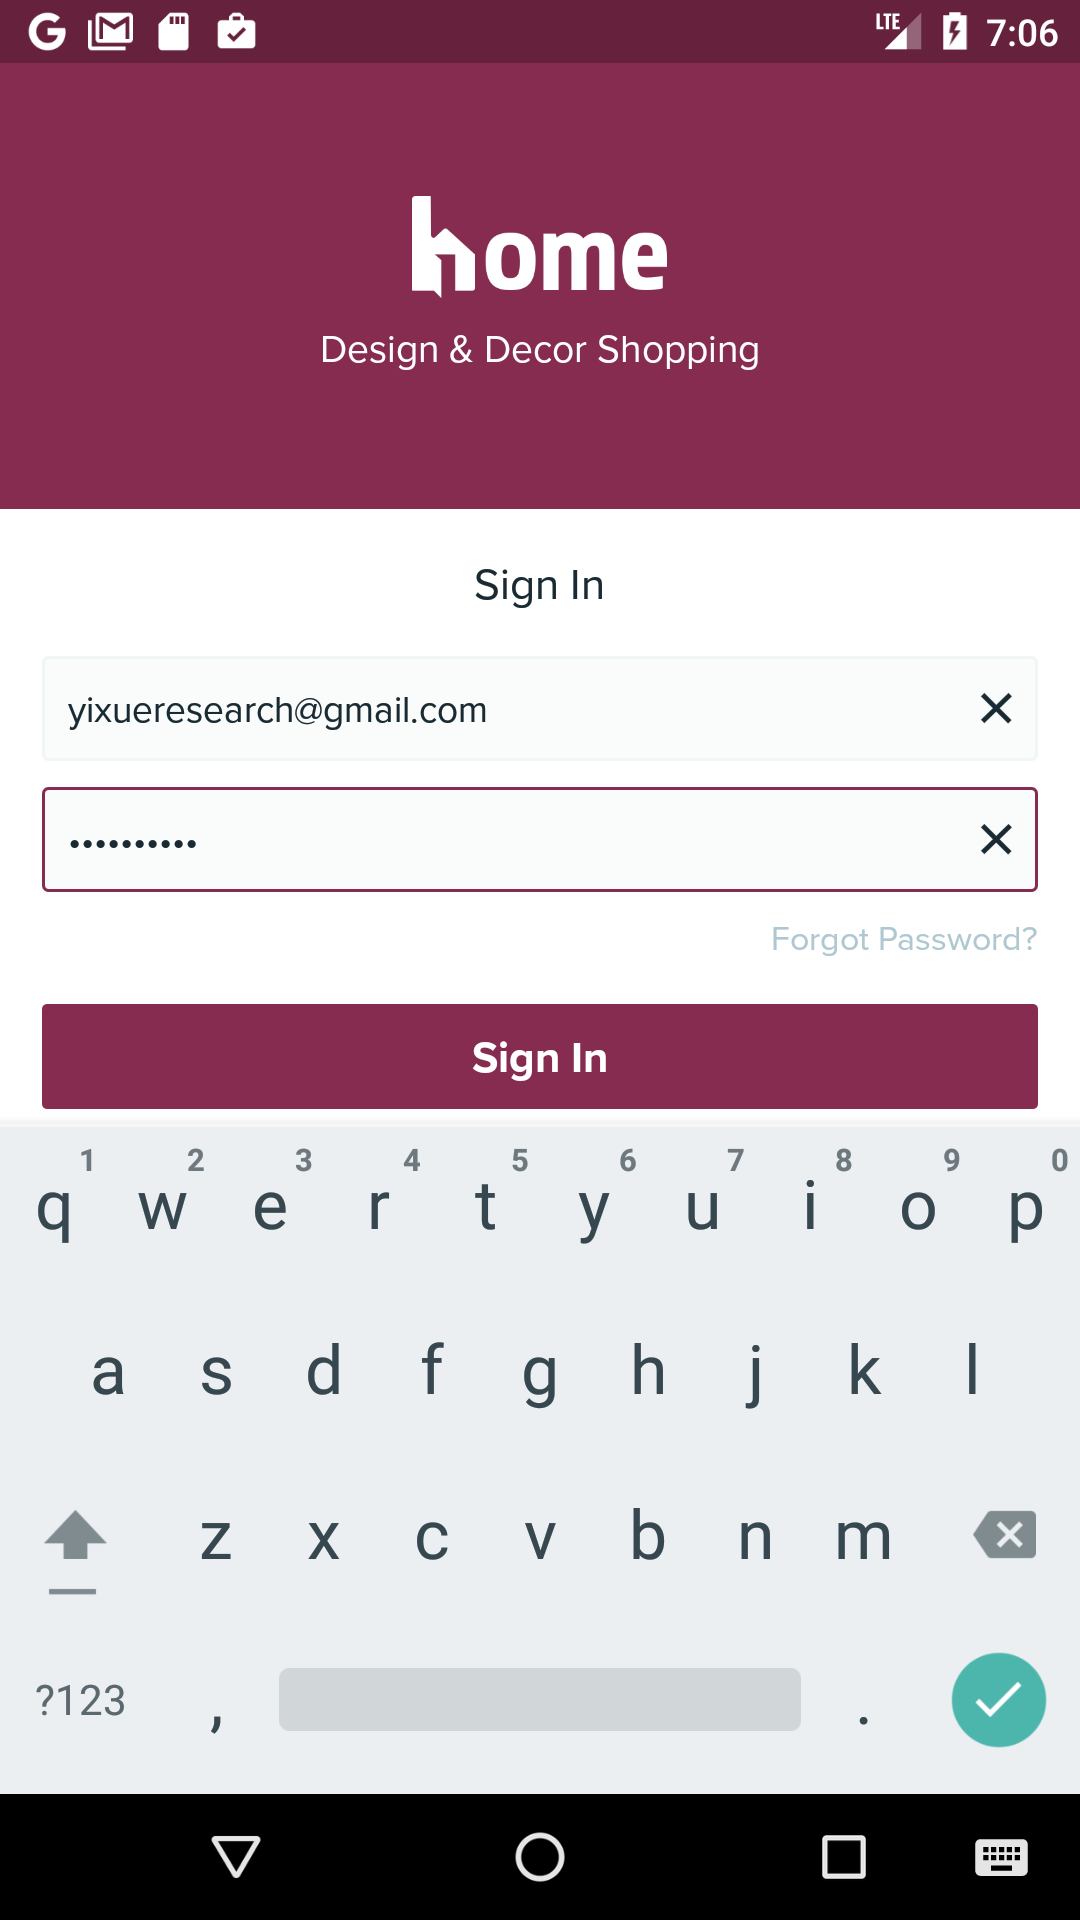 LTE 7:06
home
Design & Decor Shopping
Sign In
yixueresearch@gmail.com
••••••••••
Forgot Password?
Sign In
1 2 3 4 5 6 7 8 9 0
q w e r t y u i o p
a s d f g h j k l
z x c v b n m
?123 , .